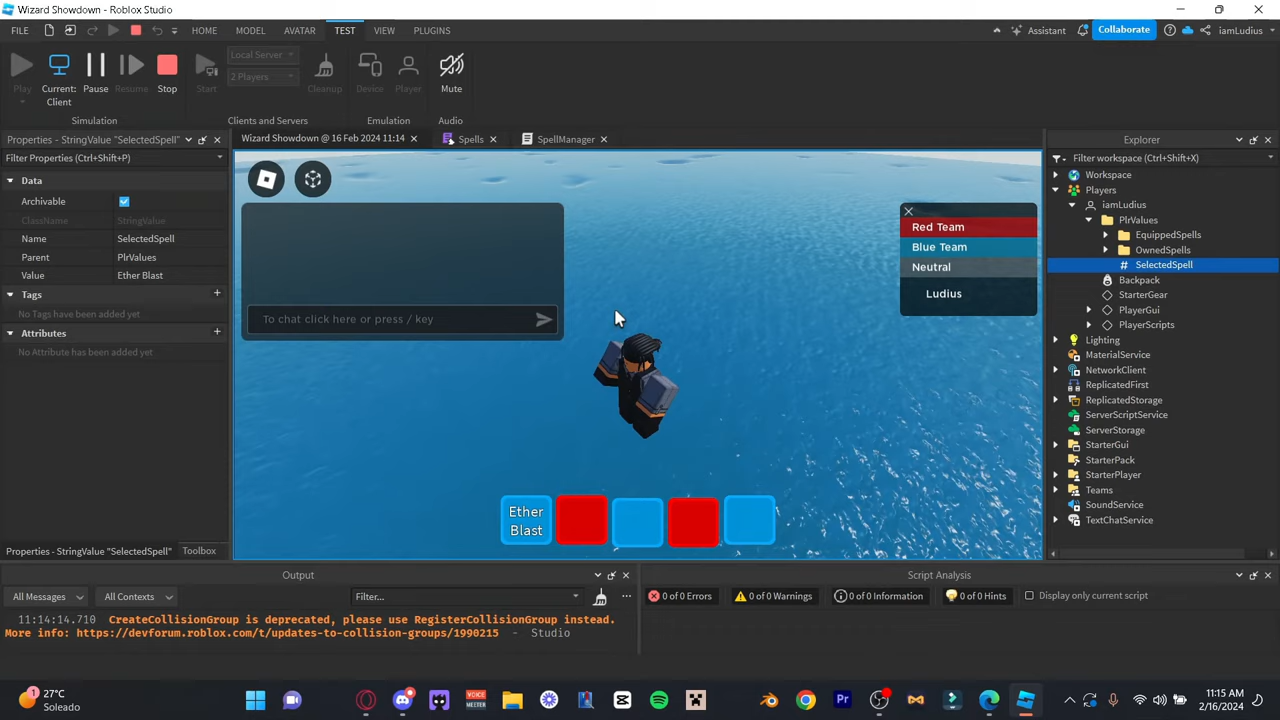 Wizard Showdown - Roblox Studio
FILE
HOME
MODEL
AVATAR
TEST
VIEW
PLUGINS
Assistant
Collaborate
iamLudius
Play
Current:
Client
Pause
Resume
Stop
Simulation
Start
Local Server
2 Players
Cleanup
Clients and Servers
Device
Player
Emulation
Mute
Audio
Properties - StringValue "SelectedSpell"
Filter Properties (Ctrl+Shift+P)
Data
Archivable
ClassName StringValue
Name SelectedSpell
Parent PlrValues
Value Ether Blast
Tags
No Tags have been added yet
Attributes
No Attribute has been added yet
Properties - StringValue "SelectedSpell"
Toolbox
Wizard Showdown @ 16 Feb 2024 11:14
Spells
SpellManager
To chat click here or press / key
Red Team
Blue Team
Neutral
Ludius
Ether
Blast
Explorer
Filter workspace (Ctrl+Shift+X)
Workspace
Players
iamLudius
PlrValues
EquippedSpells
OwnedSpells
SelectedSpell
Backpack
StarterGear
PlayerGui
PlayerScripts
Lighting
MaterialService
NetworkClient
ReplicatedFirst
ReplicatedStorage
ServerScriptService
ServerStorage
StarterGui
StarterPack
StarterPlayer
Teams
SoundService
TextChatService
Output
All Messages
All Contexts
Filter...
11:14:14.710 CreateCollisionGroup is deprecated, please use RegisterCollisionGroup instead.
More info: https://devforum.roblox.com/t/updates-to-collision-groups/1990215 - Studio
Script Analysis
0 of 0 Errors
0 of 0 Warnings
0 of 0 Information
0 of 0 Hints
Display only current script
1
27°C
Soleado
VOICE
MEETER
Pr
11:15 AM
2/16/2024